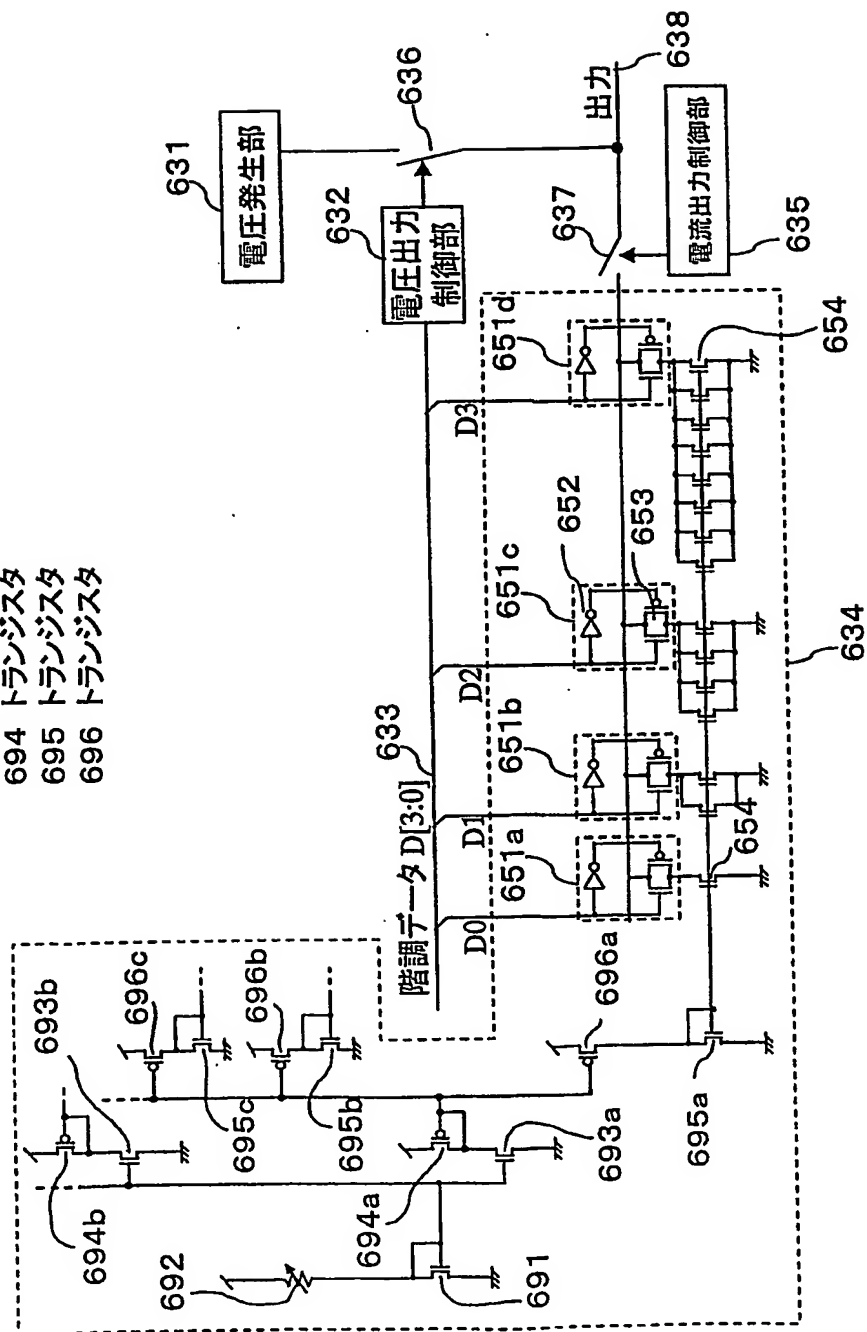 694 トランジスタ
695 トランジスタ
696 トランジスタ
631
電圧発生部
636
632
電圧出力
制御部
638
出力
637
電流出力制御部
635
階調データ D[3:0]
633
D0
D1
D2
D3
651a
651b
651c
652
653
651d
654
654
634
696c
693b
696b
695c
695b
694b
694a
693a
696a
695a
692
691